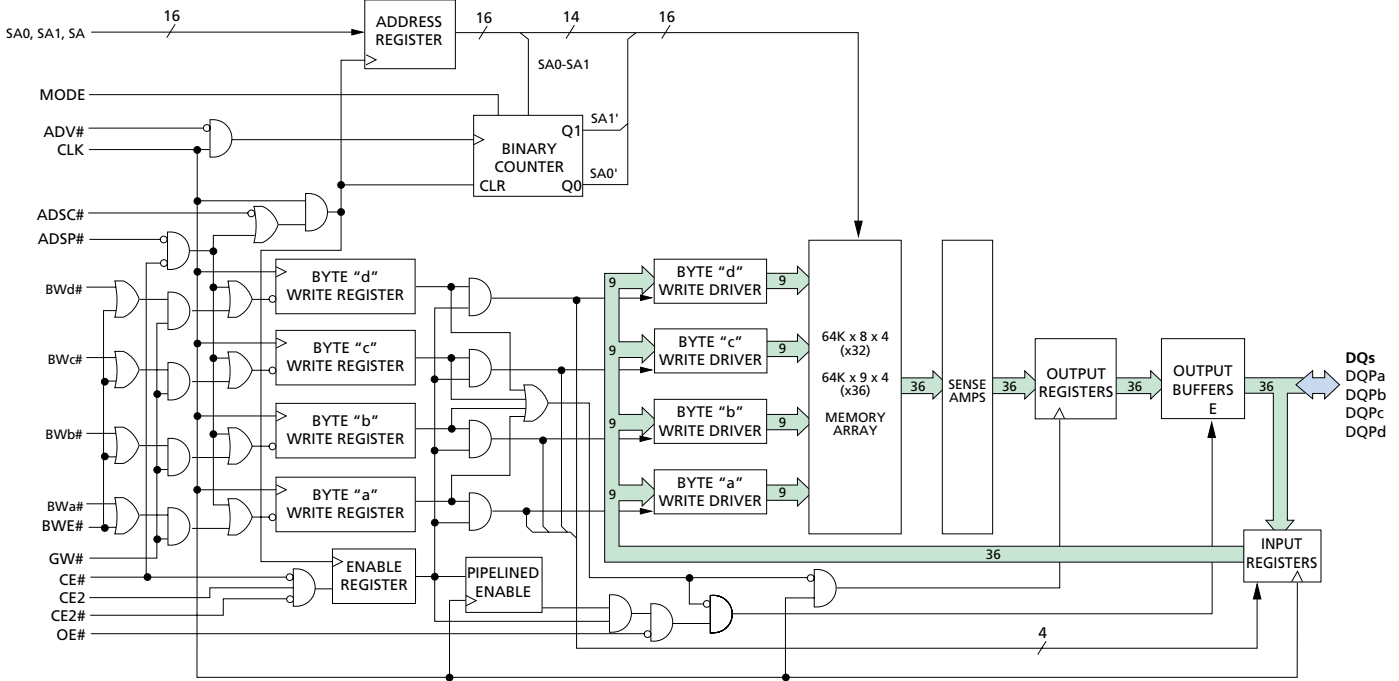 SA0, SA1, SA
16
ADDRESS
REGISTER
16
14
16
SA0-SA1
MODE
ADV#
CLK
BINARY
COUNTER
CLR
Q1
Q0
SA1'
SA0'
ADSC#
ADSP#
BWd#
BWc#
BWb#
BWa#
BWE#
GW#
CE#
CE2
CE2#
OE#
BYTE “d”
WRITE REGISTER
BYTE “c”
WRITE REGISTER
BYTE “b”
WRITE REGISTER
BYTE “a”
WRITE REGISTER
ENABLE
REGISTER
PIPELINED
ENABLE
9
BYTE “d”
WRITE DRIVER
9
9
BYTE “c”
WRITE DRIVER
9
9
BYTE “b”
WRITE DRIVER
9
9
BYTE “a”
WRITE DRIVER
9
64K x 8 x 4
(x32)
64K x 9 x 4
(x36)
MEMORY
ARRAY
36
SENSE
AMPS
36
OUTPUT
REGISTERS
36
OUTPUT
BUFFERS
E
36
DQs
DQPa
DQPb
DQPc
DQPd
36
INPUT
REGISTERS
4